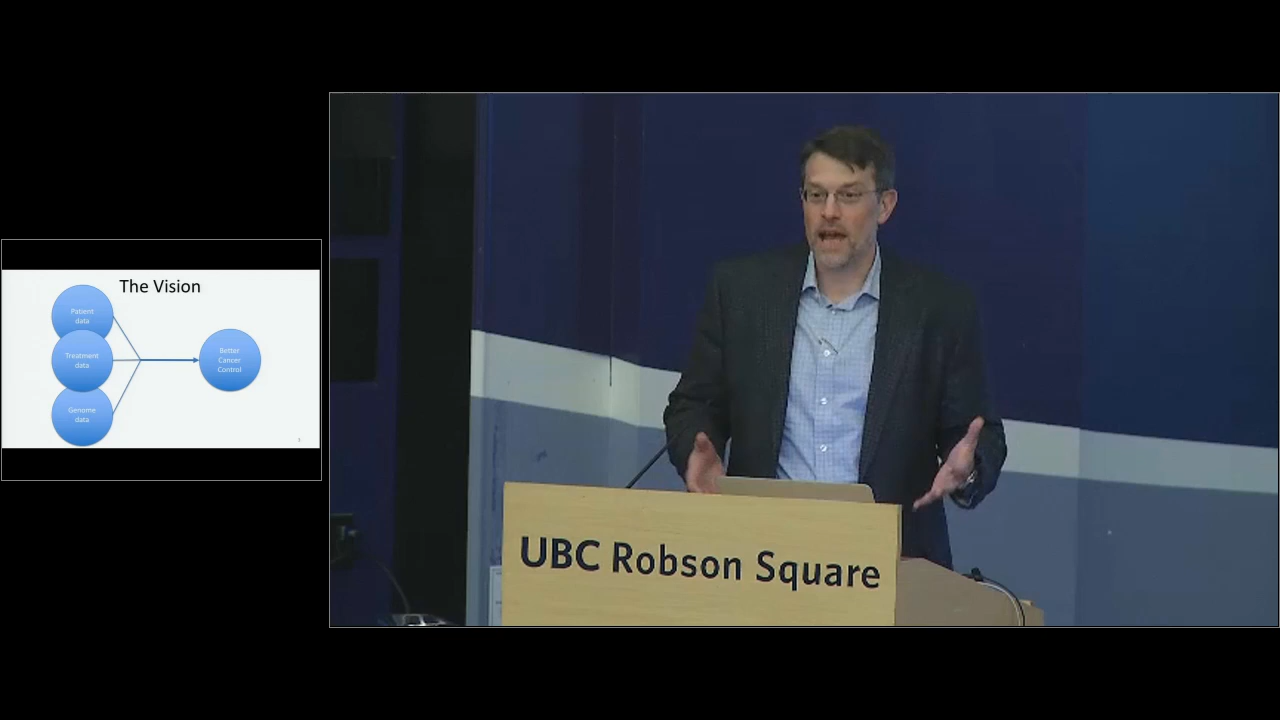 The Vision
Patient
data
Treatment
data
Genome
data
Better
Cancer
Control
UBC Robson Square